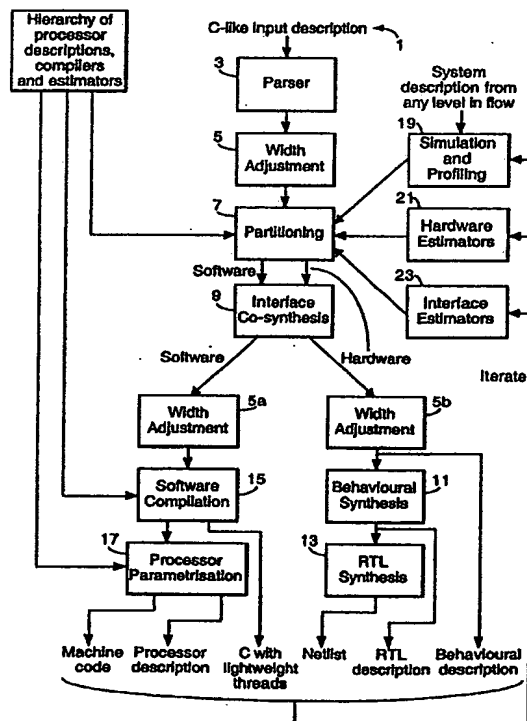 C-like input description
1
Hierarchy of
processor
descriptions,
compilers
and estimators
3
Parser
System
description from
any level in flow
5
Width
Adjustment
19
Simulation
and
Profiling
7
Partitioning
21
Hardware
Estimators
Software
23
Interface
Estimators
9
Interface
Co-synthesis
Software
Hardware
Iterate
5a
Width
Adjustment
5b
Width
Adjustment
15
Software
Compilation
11
Behavioural
Synthesis
17
Processor
Parametrisation
13
RTL
Synthesis
Machine
code
Processor
description
C with
lightweight
threads
Netlist
RTL
description
Behavioural
description